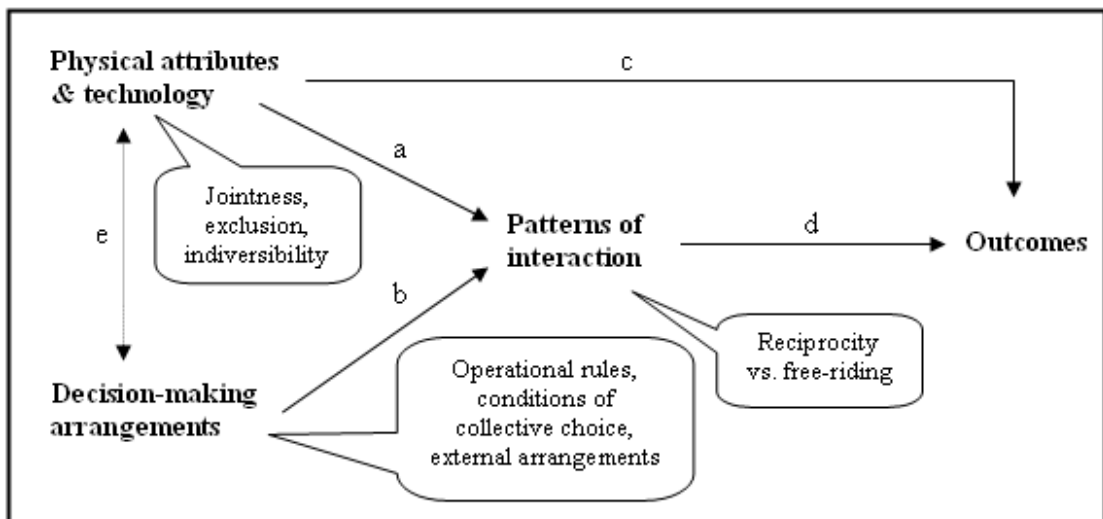 Physical attributes
& technology
c
a
Jointness,
exclusion,
indiversibility
e
Patterns of
interaction
d
Outcomes
b
Reciprocity
vs. free-riding
Decision-making
arrangements
Operational rules,
conditions of
collective choice,
external arrangements